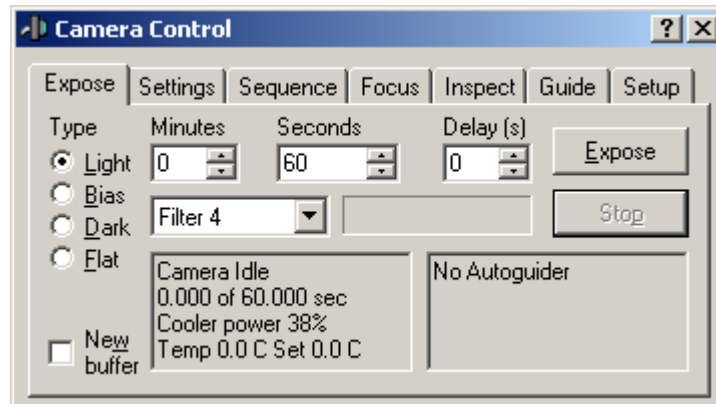 Camera Control
Expose Settings Sequence Focus Inspect Guide Setup
Type Minutes Seconds Delay (s)
Light 0 60 0 Expose
Bias
Dark Filter 4 Stop
Flat
Camera Idle
0.000 of 60.000 sec
Cooler power 38%
Temp 0.0 C Set 0.0 C
No Autoguider
New
buffer